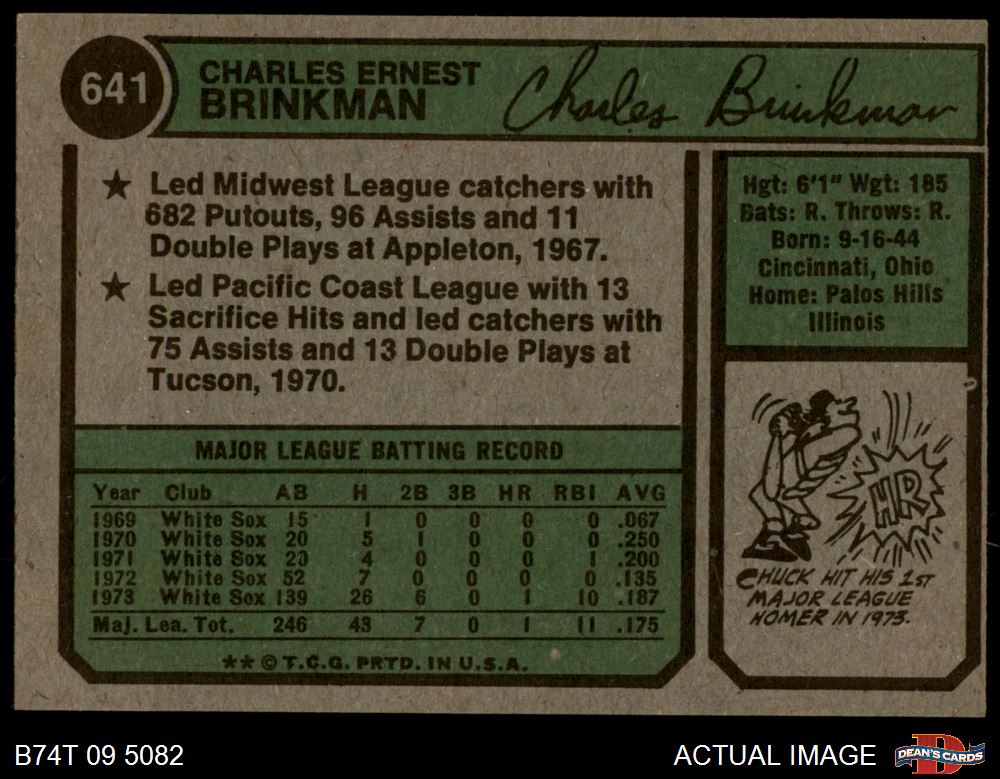 641
CHARLES ERNEST
BRINKMAN
Charles Brinkman
★ Led Midwest League catchers with
682 Putouts, 96 Assists and 11
Double Plays at Appleton, 1967.
★ Led Pacific Coast League with 13
Sacrifice Hits and led catchers with
75 Assists and 13 Double Plays at
Tucson, 1970.
Hgt: 6'1" Wgt: 185
Bats: R. Throws: R.
Born: 9-16-44
Cincinnati, Ohio
Home: Palos Hills
Illinois
MAJOR LEAGUE BATTING RECORD
Year Club AB H 2B 3B HR RBI AVG
1969 White Sox 15 1 0 0 0 0 .067
1970 White Sox 20 5 1 0 0 0 .250
1971 White Sox 20 4 0 0 0 1 .200
1972 White Sox 52 7 0 0 0 0 .135
1973 White Sox 139 26 6 0 1 10 .187
Maj. Lea. Tot. 246 43 7 0 1 11 .175
** © T.C.G. PRTD. IN U.S.A.
HR
CHUCK HIT HIS 1ST
MAJOR LEAGUE
HOMER IN 1973.
B74T 09 5082
ACTUAL IMAGE
D
DEAN'S CARDS